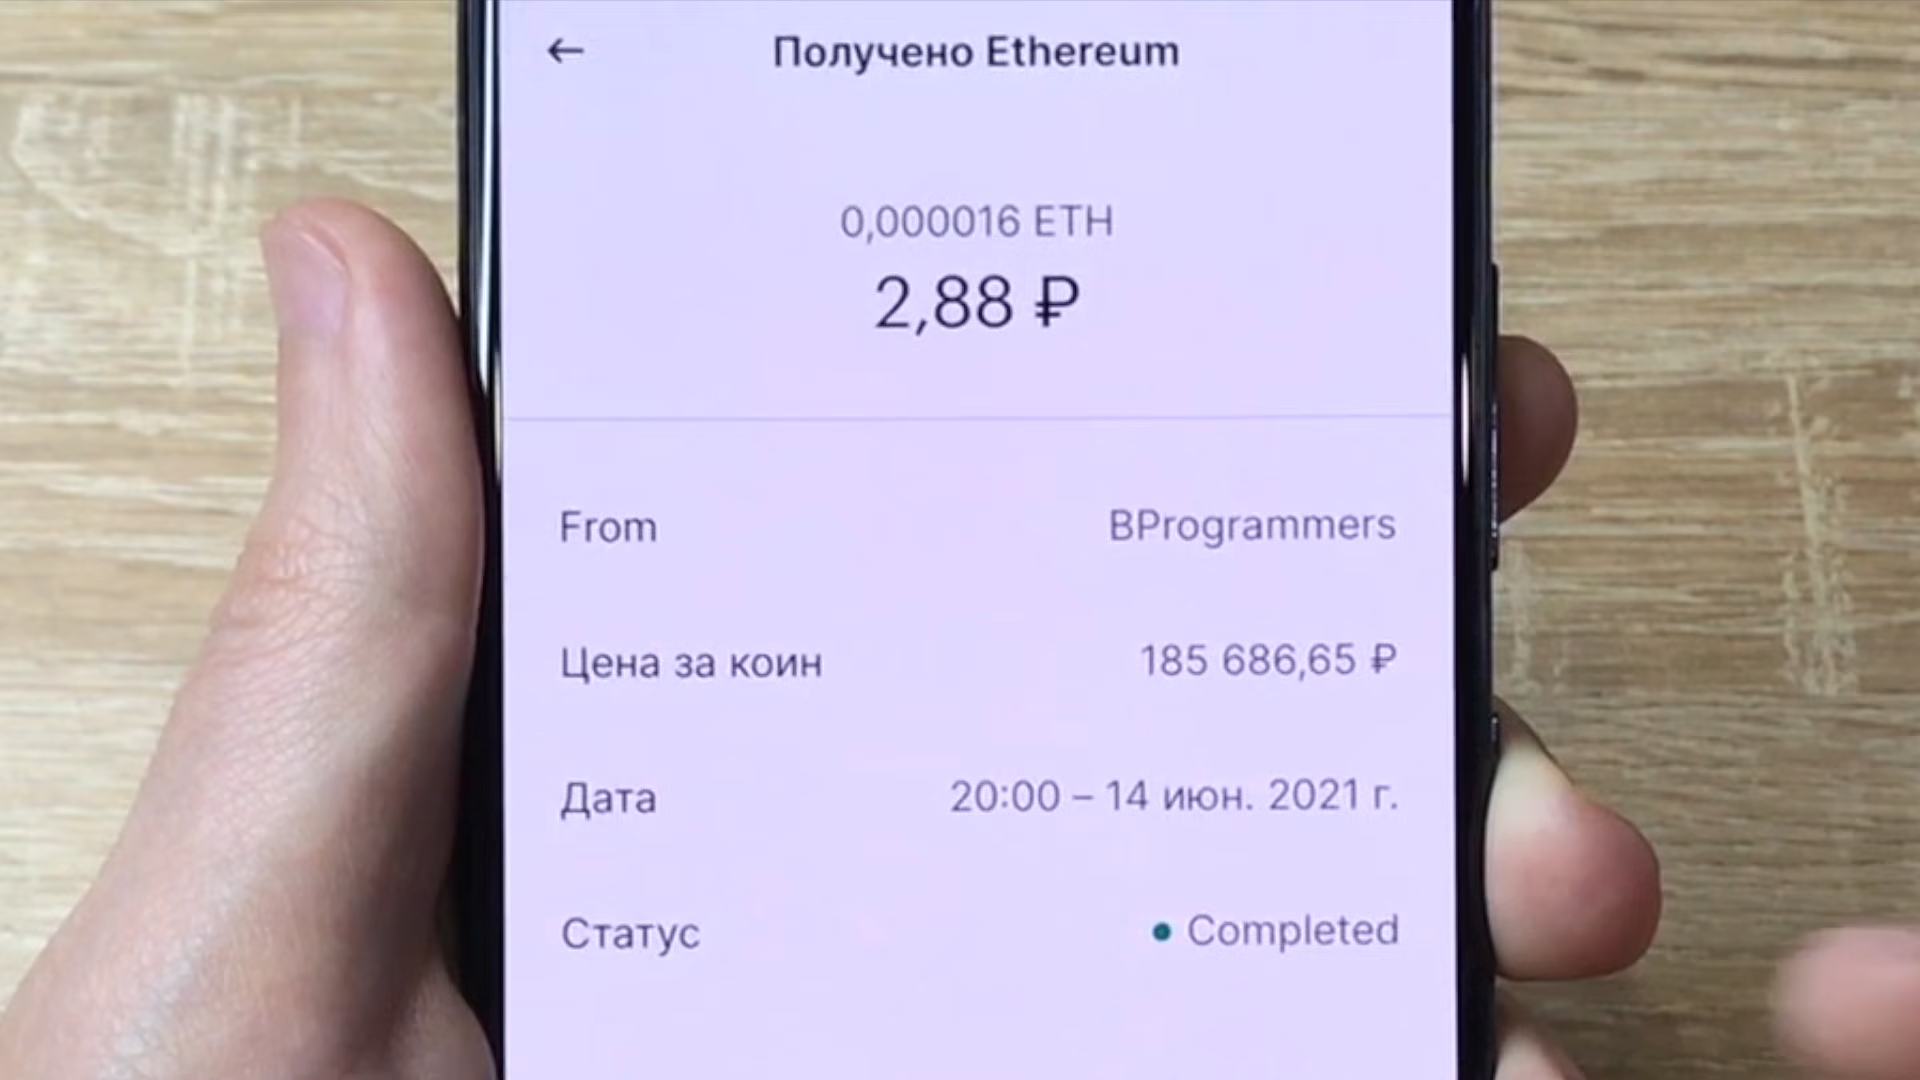 ← Получено Ethereum
0,000016 ETH
2,88 ₽
From BProgrammers
Цена за коин 185 686,65 ₽
Дата 20:00 – 14 июн. 2021 г.
Статус • Completed